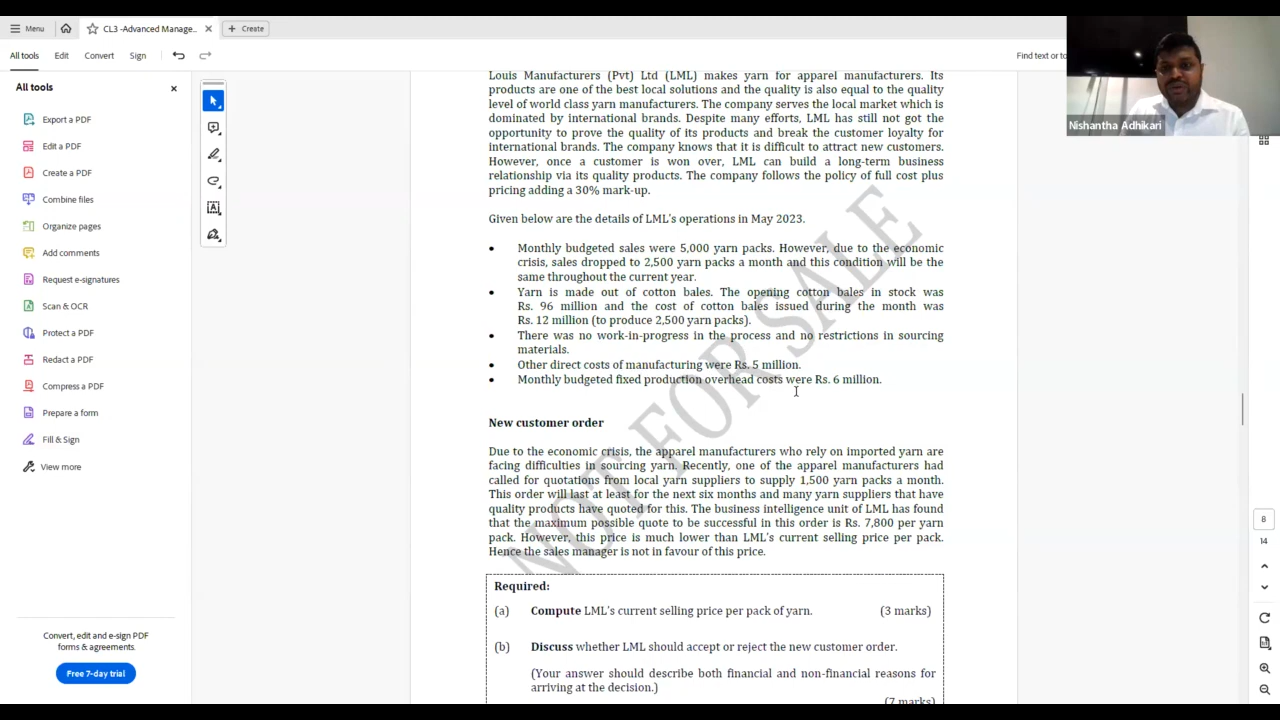 Menu
CL3 -Advanced Manage...
Create
All tools
Edit
Convert
Sign
Find text or to
Nishantha Adhikari
All tools
Export a PDF
Edit a PDF
Create a PDF
Combine files
Organize pages
Add comments
Request e-signatures
Scan & OCR
Protect a PDF
Redact a PDF
Compress a PDF
Prepare a form
Fill & Sign
View more
Convert, edit and e-sign PDF
forms & agreements.
Free 7-day trial
Louis Manufacturers (Pvt) Ltd (LML) makes yarn for apparel manufacturers. Its
products are one of the best local solutions and the quality is also equal to the quality
level of world class yarn manufacturers. The company serves the local market which is
dominated by international brands. Despite many efforts, LML has still not got the
opportunity to prove the quality of its products and break the customer loyalty for
international brands. The company knows that it is difficult to attract new customers.
However, once a customer is won over, LML can build a long-term business
relationship via its quality products. The company follows the policy of full cost plus
pricing adding a 30% mark-up.
Given below are the details of LML's operations in May 2023.
• Monthly budgeted sales were 5,000 yarn packs. However, due to the economic
crisis, sales dropped to 2,500 yarn packs a month and this condition will be the
same throughout the current year.
• Yarn is made out of cotton bales. The opening cotton bales in stock was
Rs. 96 million and the cost of cotton bales issued during the month was
Rs. 12 million (to produce 2,500 yarn packs).
• There was no work-in-progress in the process and no restrictions in sourcing
materials.
• Other direct costs of manufacturing were Rs. 5 million.
• Monthly budgeted fixed production overhead costs were Rs. 6 million.
New customer order
Due to the economic crisis, the apparel manufacturers who rely on imported yarn are
facing difficulties in sourcing yarn. Recently, one of the apparel manufacturers had
called for quotations from local yarn suppliers to supply 1,500 yarn packs a month.
This order will last at least for the next six months and many yarn suppliers that have
quality products have quoted for this. The business intelligence unit of LML has found
that the maximum possible quote to be successful in this order is Rs. 7,800 per yarn
pack. However, this price is much lower than LML's current selling price per pack.
Hence the sales manager is not in favour of this price.
Required:
(a) Compute LML's current selling price per pack of yarn. (3 marks)
(b) Discuss whether LML should accept or reject the new customer order.
(Your answer should describe both financial and non-financial reasons for
arriving at the decision.)
(7 marks)
NOT FOR SALE
8
14